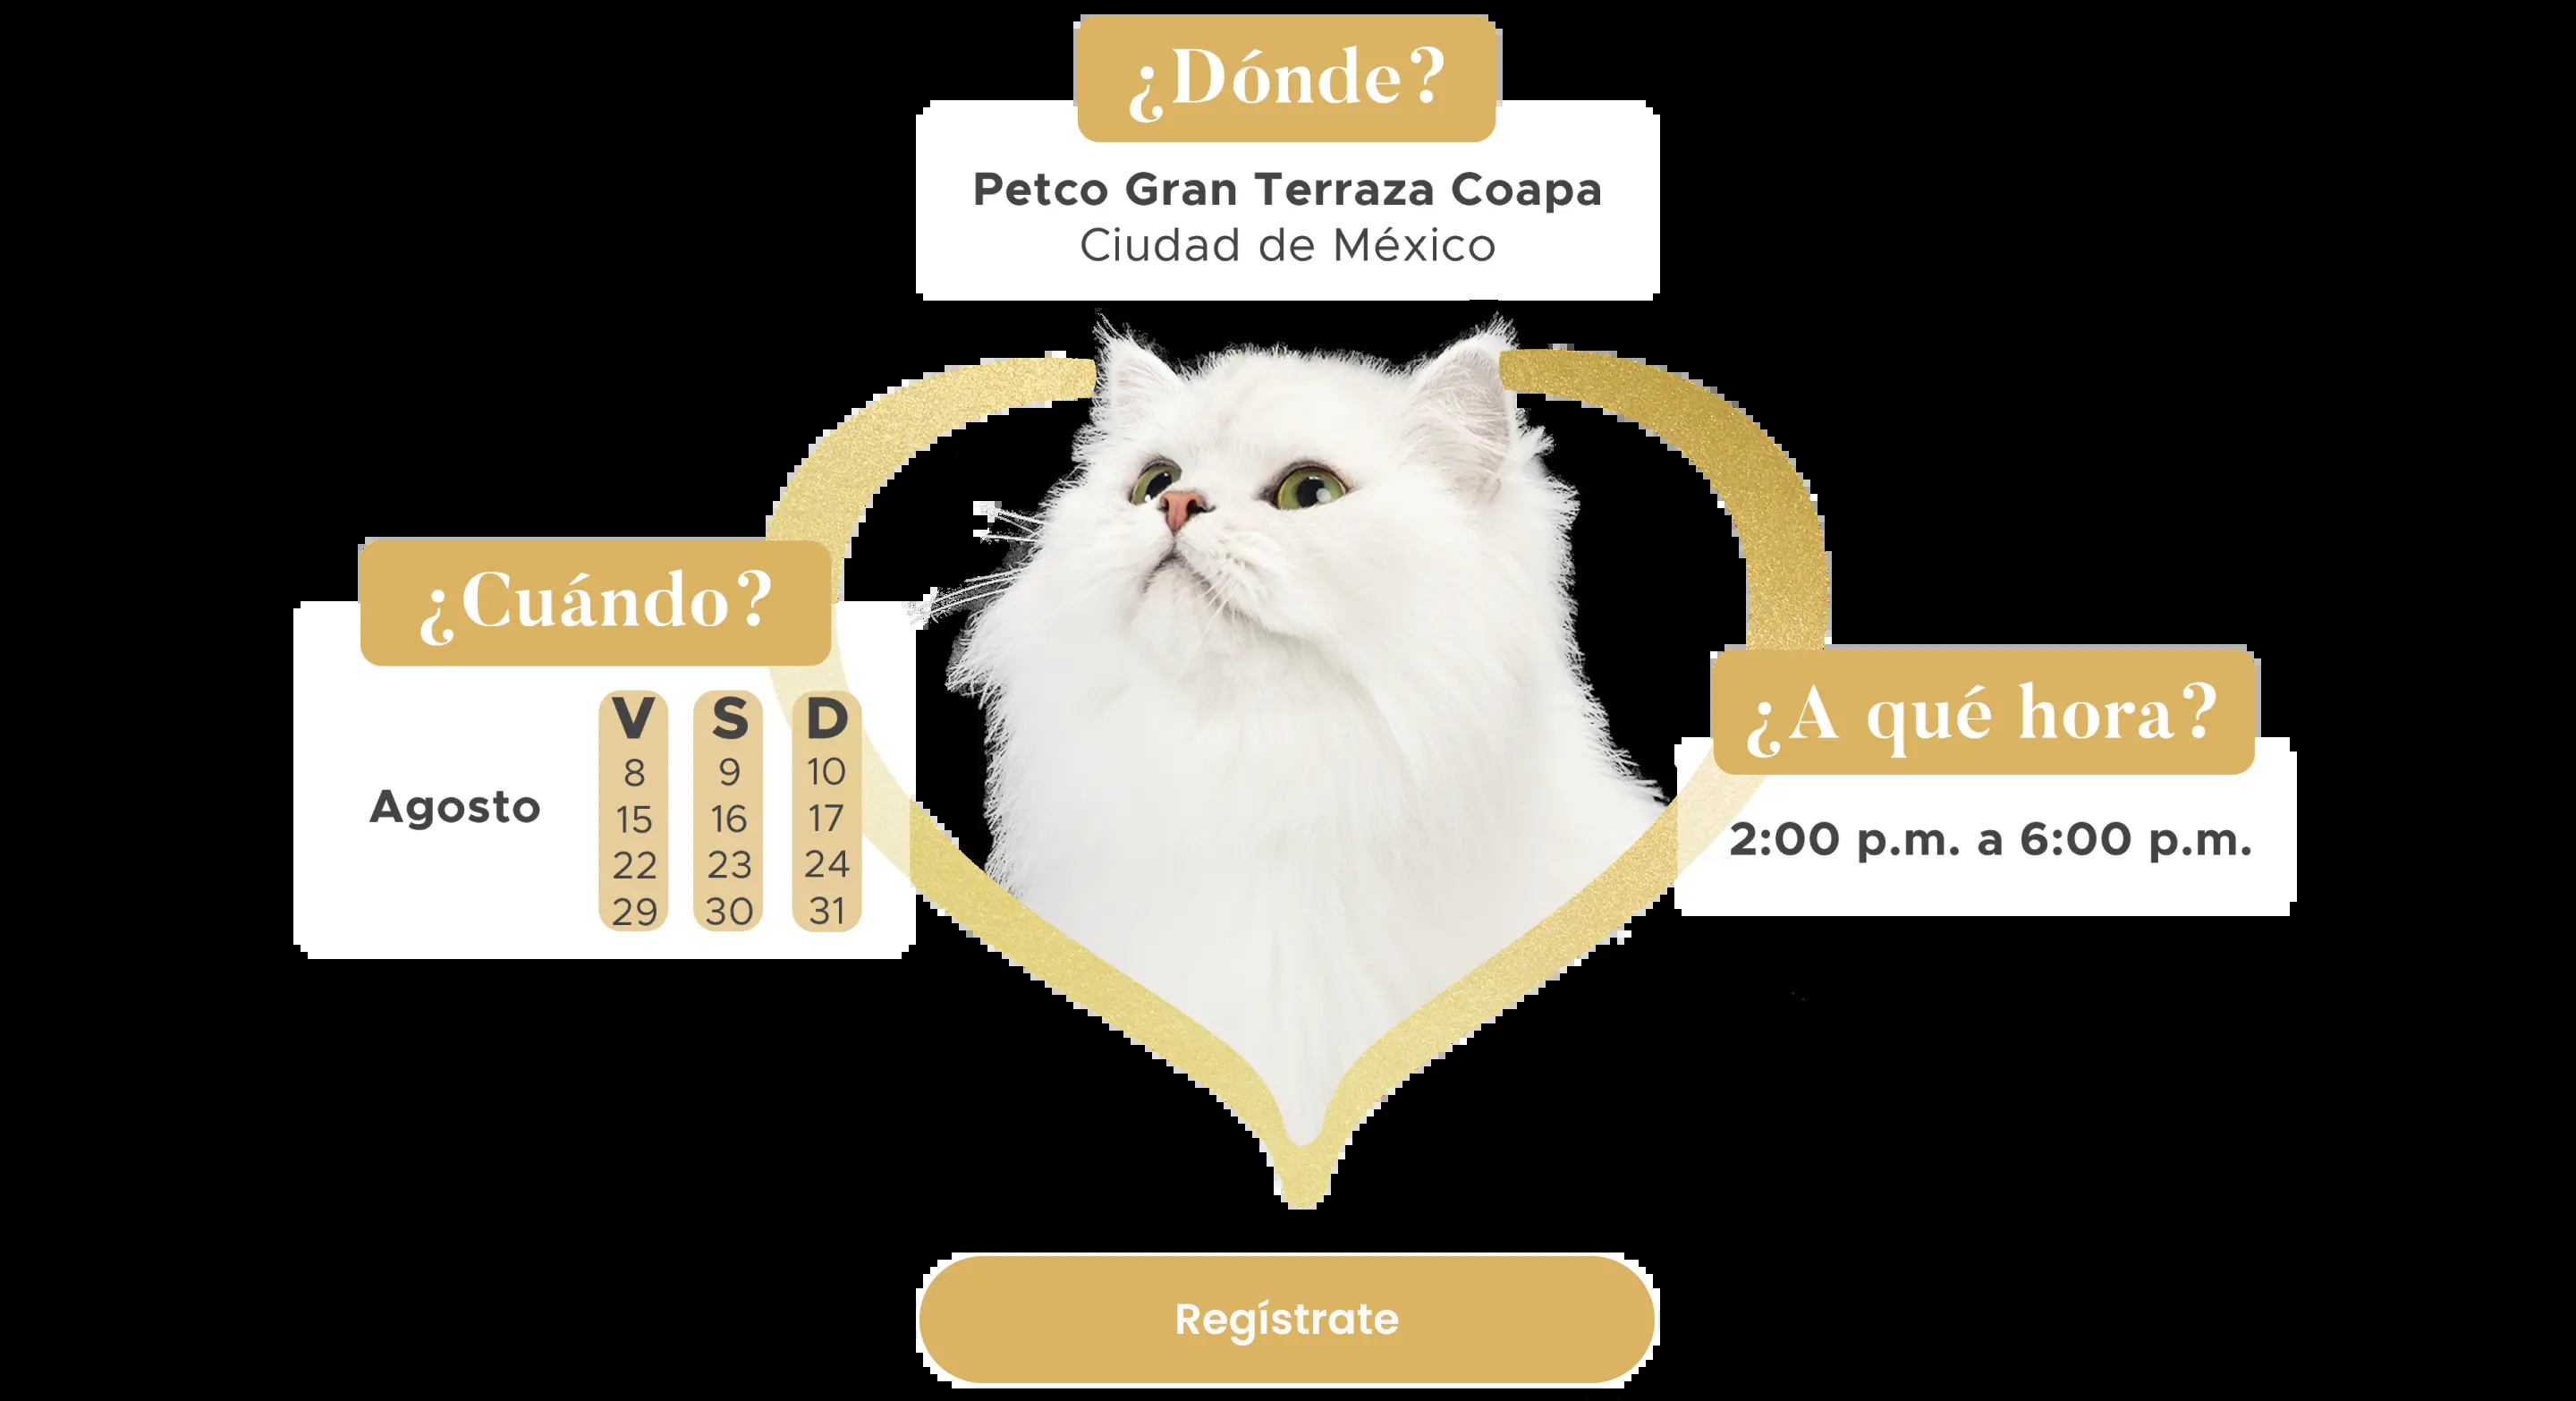 ¿Dónde?
Petco Gran Terraza Coapa
Ciudad de México
¿Cuándo?
Agosto
V S D
8 9 10
15 16 17
22 23 24
29 30 31
¿A qué hora?
2:00 p.m. a 6:00 p.m.
Regístrate